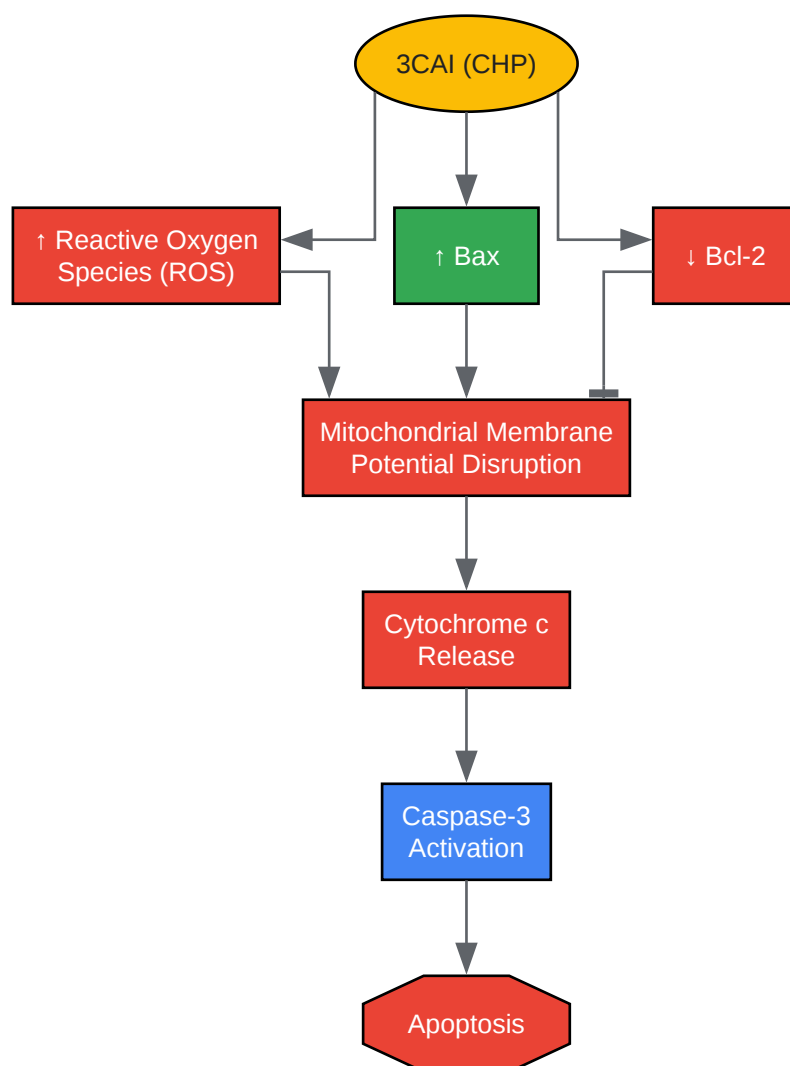 3CAI (CHP)
↑ Reactive Oxygen
Species (ROS)
↑ Bax
↓ Bcl-2
Mitochondrial Membrane
Potential Disruption
Cytochrome c
Release
Caspase-3
Activation
Apoptosis